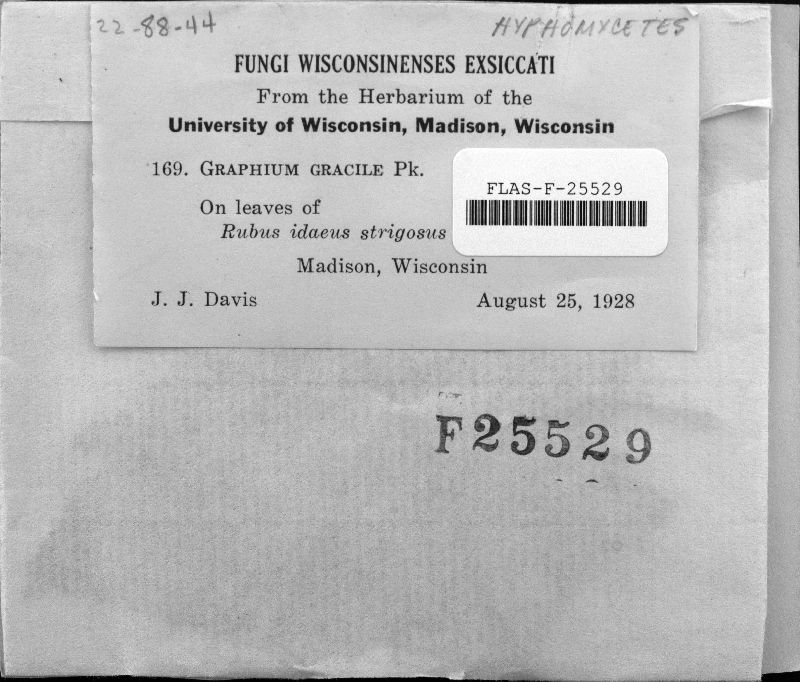 22-88-44
HYPHOMYCETES
FUNGI WISCONSINENSES EXSICCATI
From the Herbarium of the
University of Wisconsin, Madison, Wisconsin
169. GRAPHIUM GRACILE Pk.
FLAS-F-25529
On leaves of
Rubus idaeus strigosus
Madison, Wisconsin
J. J. Davis August 25, 1928
F25529